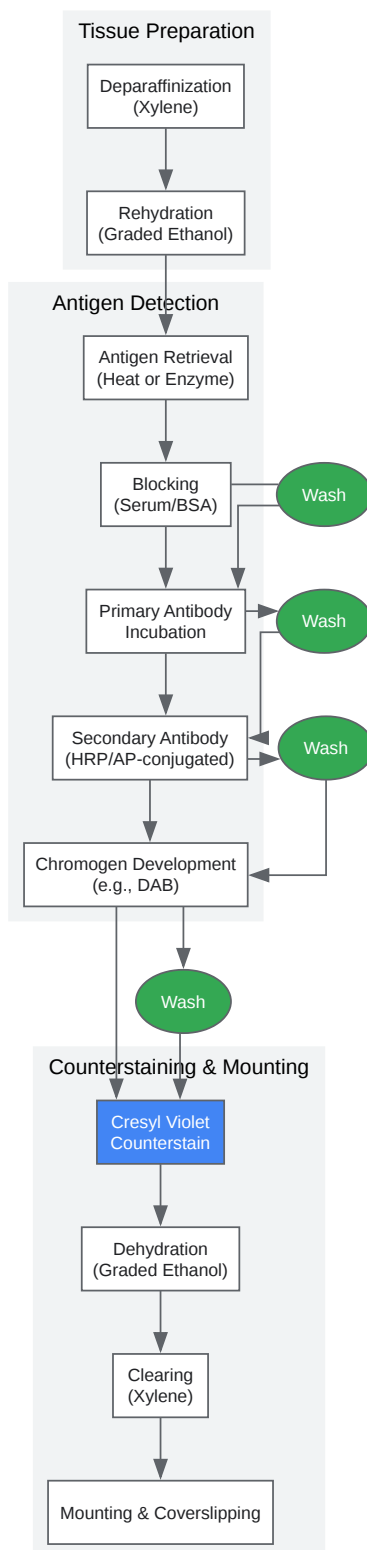 Tissue Preparation
Deparaffinization
(Xylene)
Rehydration
(Graded Ethanol)
Antigen Detection
Antigen Retrieval
(Heat or Enzyme)
Blocking
(Serum/BSA)
Wash
Primary Antibody
Incubation
Wash
Secondary Antibody
(HRP/AP-conjugated)
Wash
Chromogen Development
(e.g., DAB)
Wash
Counterstaining & Mounting
Cresyl Violet
Counterstain
Dehydration
(Graded Ethanol)
Clearing
(Xylene)
Mounting & Coverslipping